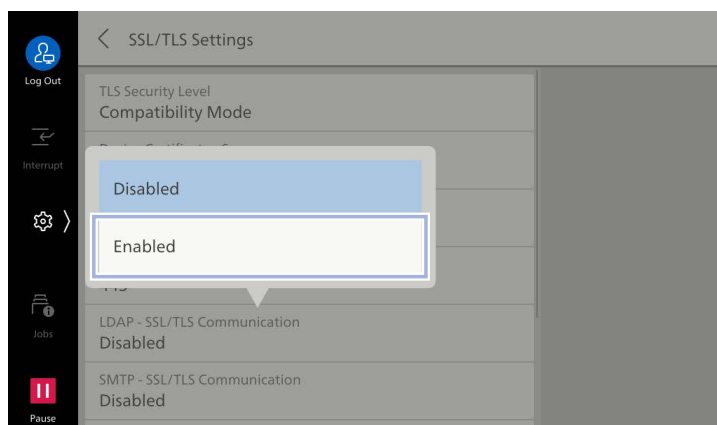 SSL/TLS Settings
Log Out
TLS Security Level
Compatibility Mode
Interrupt
Disabled
Enabled
LDAP - SSL/TLS Communication
Disabled
Jobs
SMTP - SSL/TLS Communication
Disabled
Pause